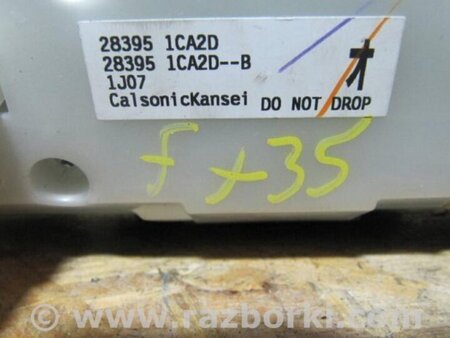 28395 1CA2D
28395 1CA2D--B
1J07
CalsonicKansei DO NOT DROP
fx35
© www.razborki.com